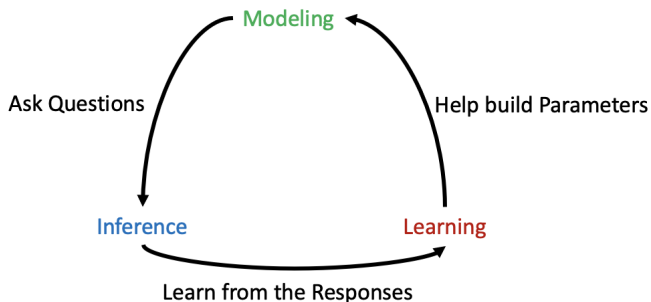 Modeling
Ask Questions
Help build Parameters
Inference
Learning
Learn from the Responses